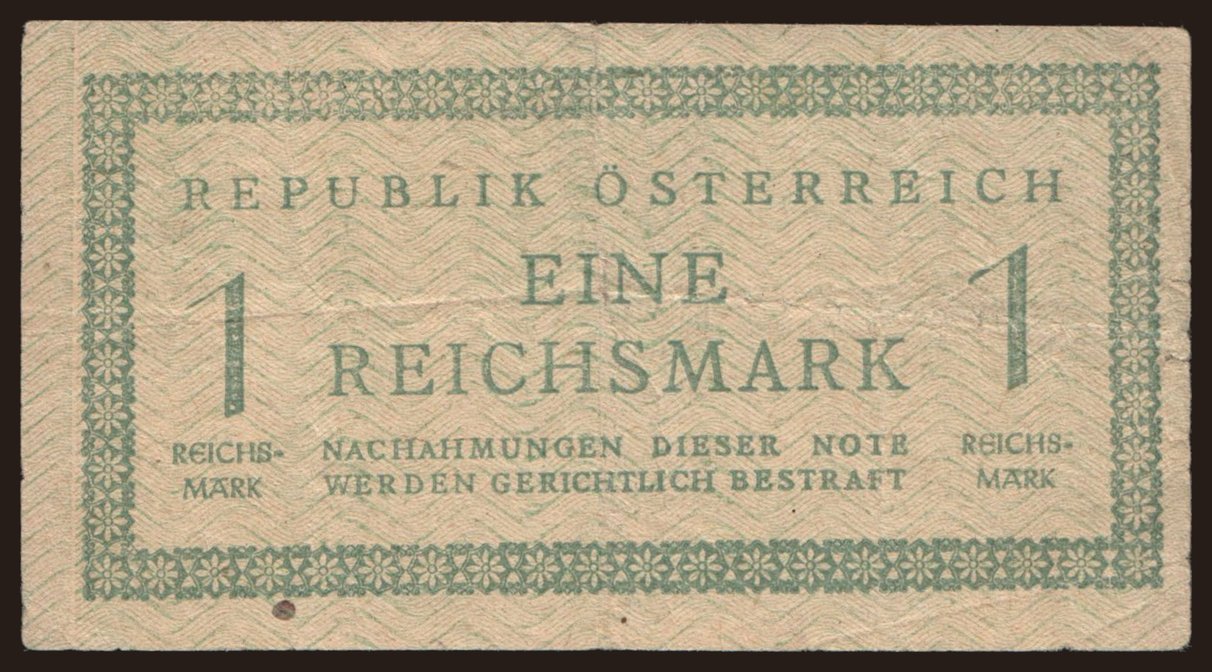 REPUBLIK ÖSTERREICH
EINE
REICHSMARK
1
REICHS-
MARK
1
REICHS-
MARK
NACHAHMUNGEN DIESER NOTE
WERDEN GERICHTLICH BESTRAFT